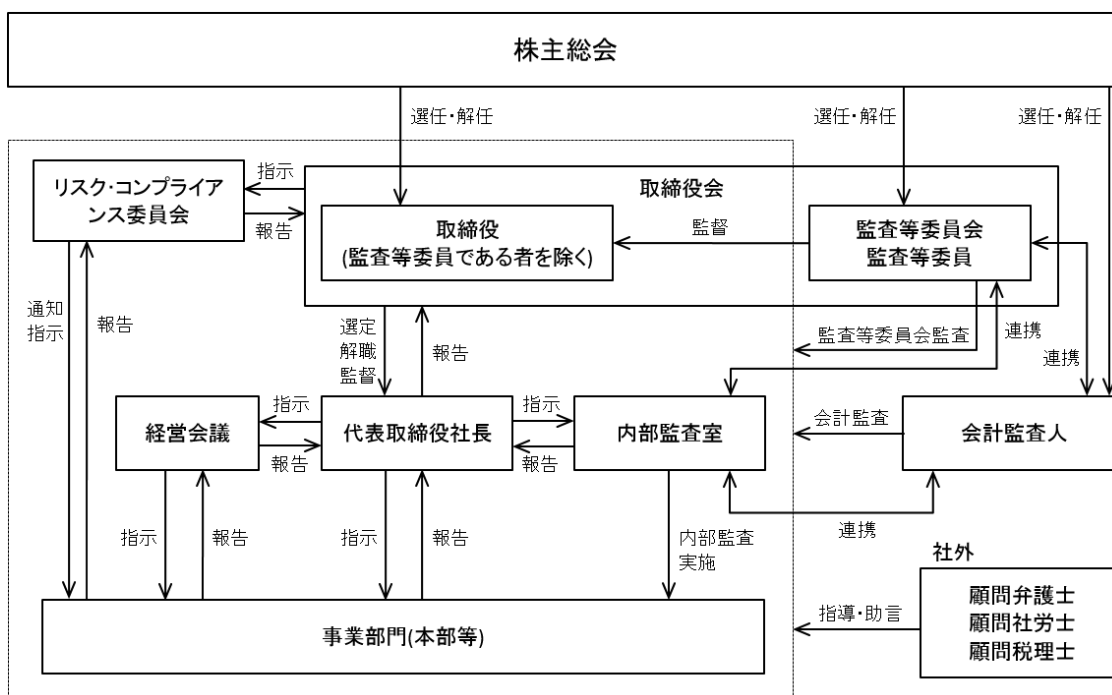 株主総会
選任・解任
選任・解任
選任・解任
リスク・コンプライア
ンス委員会
指示
報告
取締役会
取締役
(監査等委員である者を除く)
監督
監査等委員会
監査等委員
通知
指示
報告
選定
解職
監督
報告
監査等委員会監査
連携
連携
経営会議
指示
報告
代表取締役社長
指示
報告
内部監査室
会計監査
会計監査人
指示
報告
指示
報告
内部監査
実施
連携
社外
事業部門(本部等)
指導・助言
顧問弁護士
顧問社労士
顧問税理士